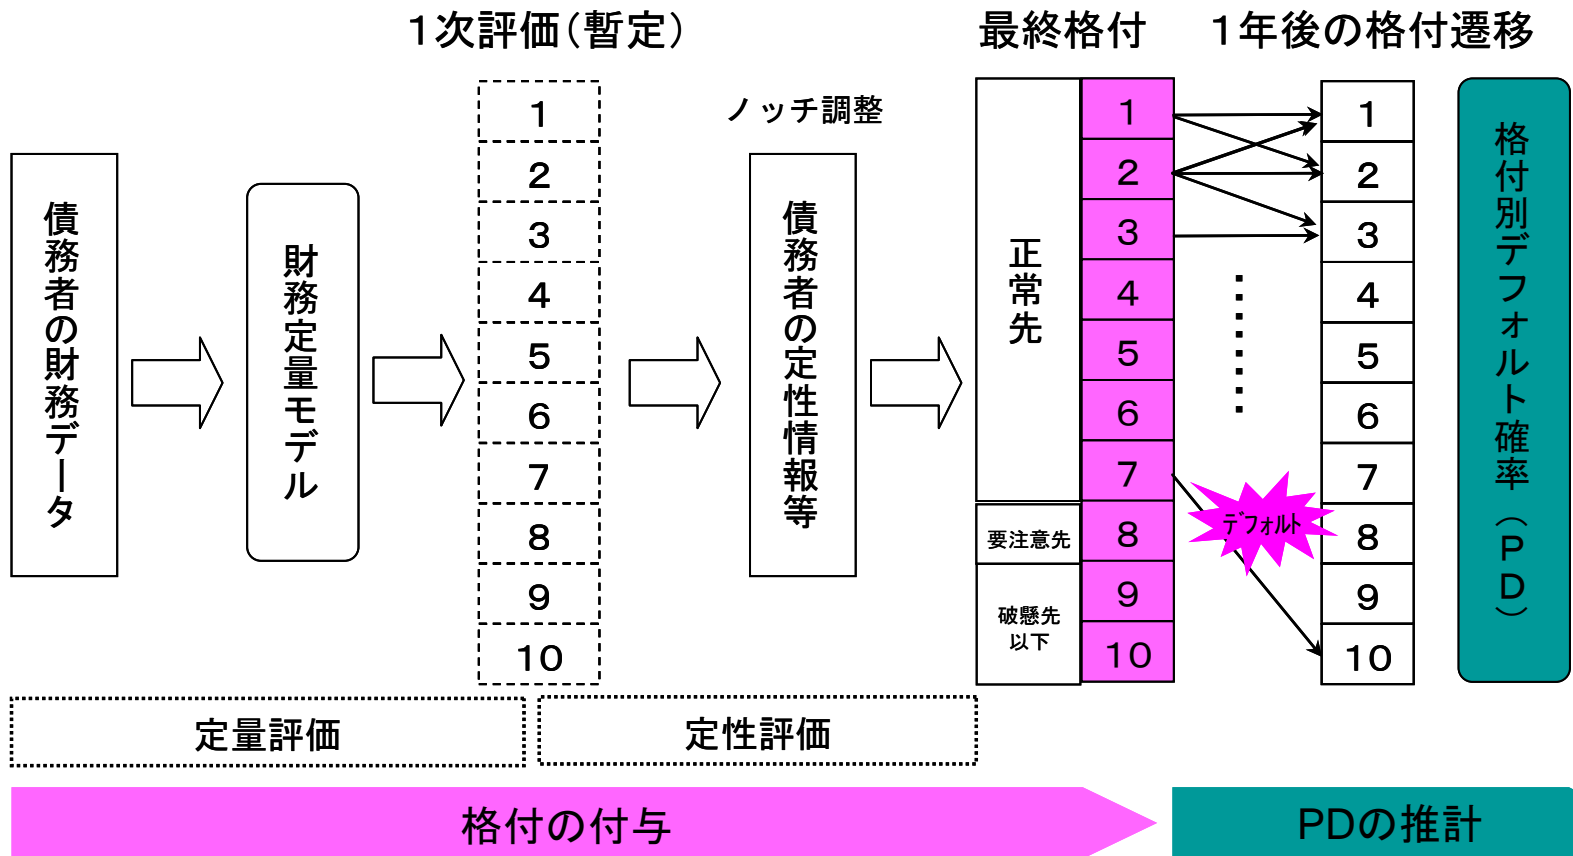 １次評価（暫定）
最終格付
１年後の格付遷移
債務者の財務データ
財務定量モデル
1
2
3
4
5
6
7
8
9
10
ノッチ調整
債務者の定性情報等
正常先
要注意先
破懸先
以下
1
2
3
4
5
6
7
8
9
10
デフォルト
1
2
3
4
5
6
7
8
9
10
格付別デフォルト確率（ＰＤ）
定量評価
定性評価
格付の付与
PDの推計